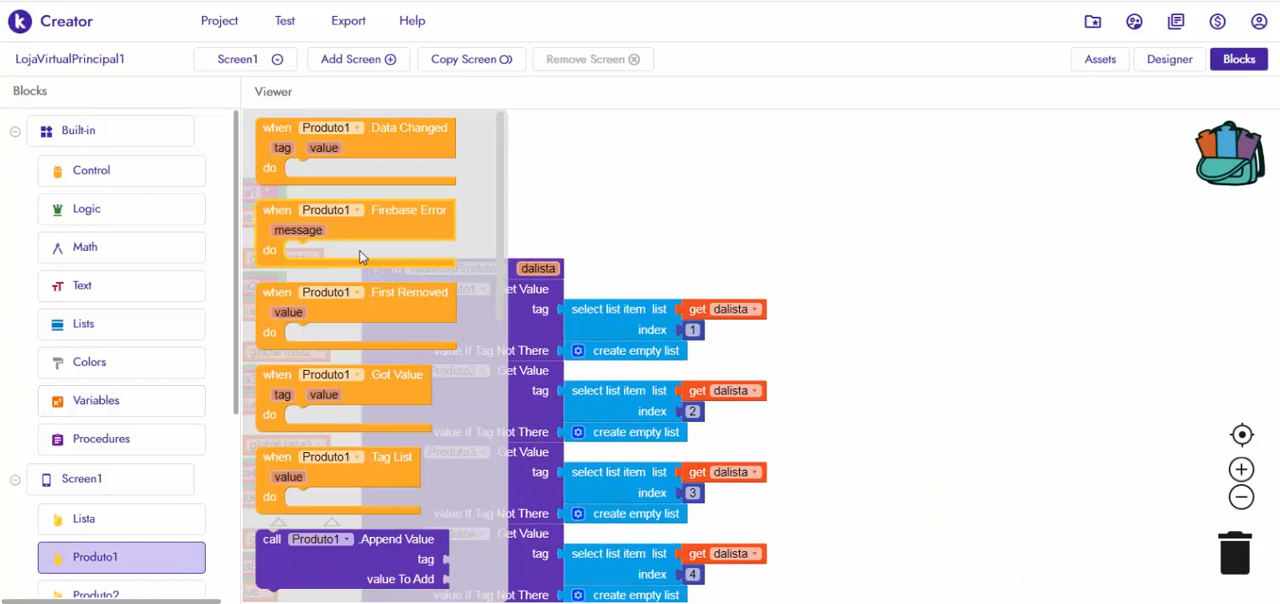 Creator
Project Test Export Help
LojaVirtualPrincipal1
Screen1
Add Screen
Copy Screen
Remove Screen
Assets
Designer
Blocks
Blocks
Viewer
Built-in
Control
Logic
Math
Text
Lists
Colors
Variables
Procedures
Screen1
Lista
Produto1
Produto2
when Produto1 .Data Changed
tag value
do
when Produto1 .Firebase Error
message
do
when Produto1 .First Removed
value
do
when Produto1 .Got Value
tag value
do
when Produto1 .Tag List
value
do
call Produto1 .Append Value
tag
value To Add
dalista
et Value
tag select list item list get dalista
index 1
value If Tag Not There create empty list
Produto2 .Get Value
tag select list item list get dalista
index 2
value If Tag Not There create empty list
Produto3 .Get Value
tag select list item list get dalista
index 3
value If Tag Not There create empty list
Get Value
tag select list item list get dalista
index 4
value If Tag Not There create empty list